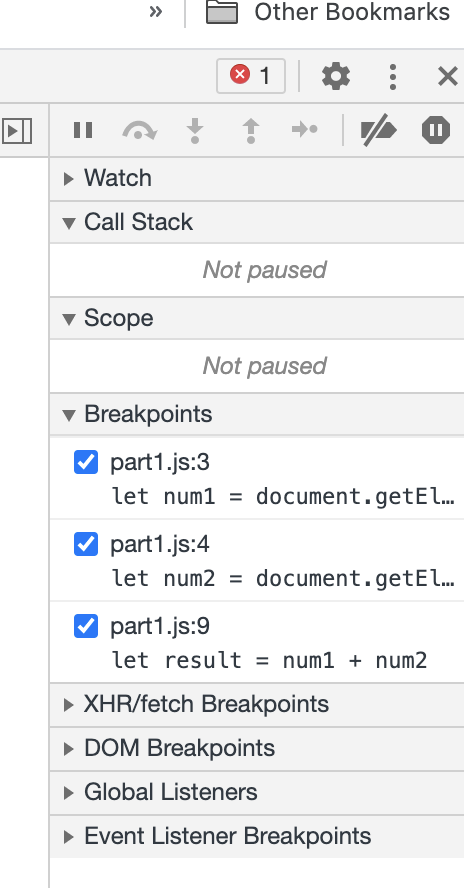 » Other Bookmarks
1
Watch
Call Stack
Not paused
Scope
Not paused
Breakpoints
part1.js:3
let num1 = document.getEl…
part1.js:4
let num2 = document.getEl…
part1.js:9
let result = num1 + num2
XHR/fetch Breakpoints
DOM Breakpoints
Global Listeners
Event Listener Breakpoints